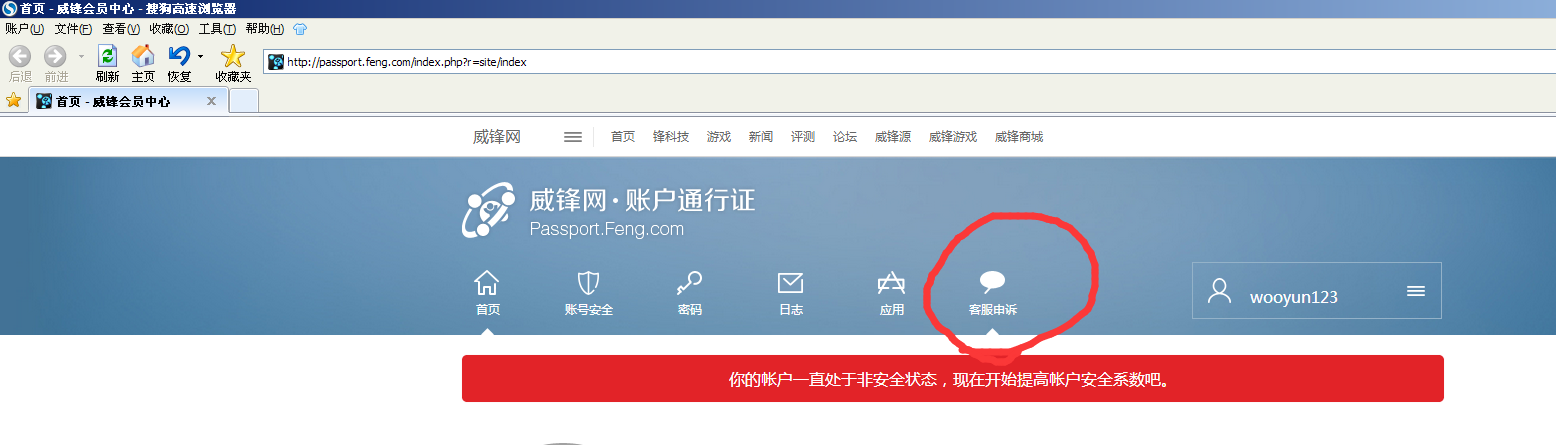 首页 - 威锋会员中心 - 搜狗高速浏览器
账户(U) 文件(F) 查看(V) 收藏(O) 工具(T) 帮助(H)
后退 前进 刷新 主页 恢复 收藏夹 http://passport.feng.com/index.php?r=site/index
首页 - 威锋会员中心 x
威锋网 首页 锋科技 游戏 新闻 评测 论坛 威锋源 威锋游戏 威锋商城
威锋网·账户通行证
Passport.Feng.com
首页 账号安全 密码 日志 应用 客服申诉 wooyun123
你的帐户一直处于非安全状态，现在开始提高帐户安全系数吧。